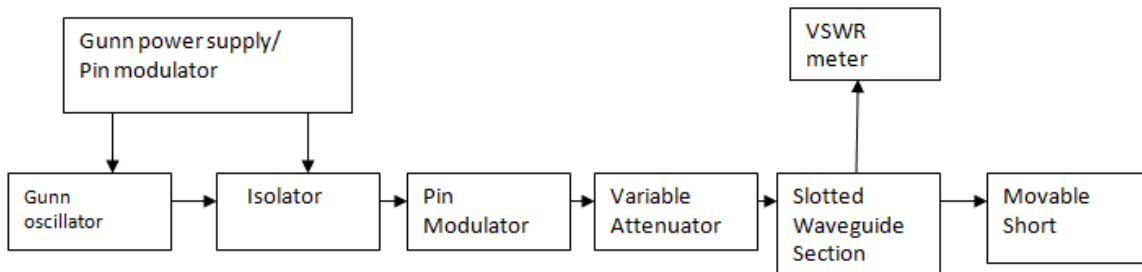 Gunn power supply/
Pin modulator
VSWR
meter
Gunn
oscillator
Isolator
Pin
Modulator
Variable
Attenuator
Slotted
Waveguide
Section
Movable
Short